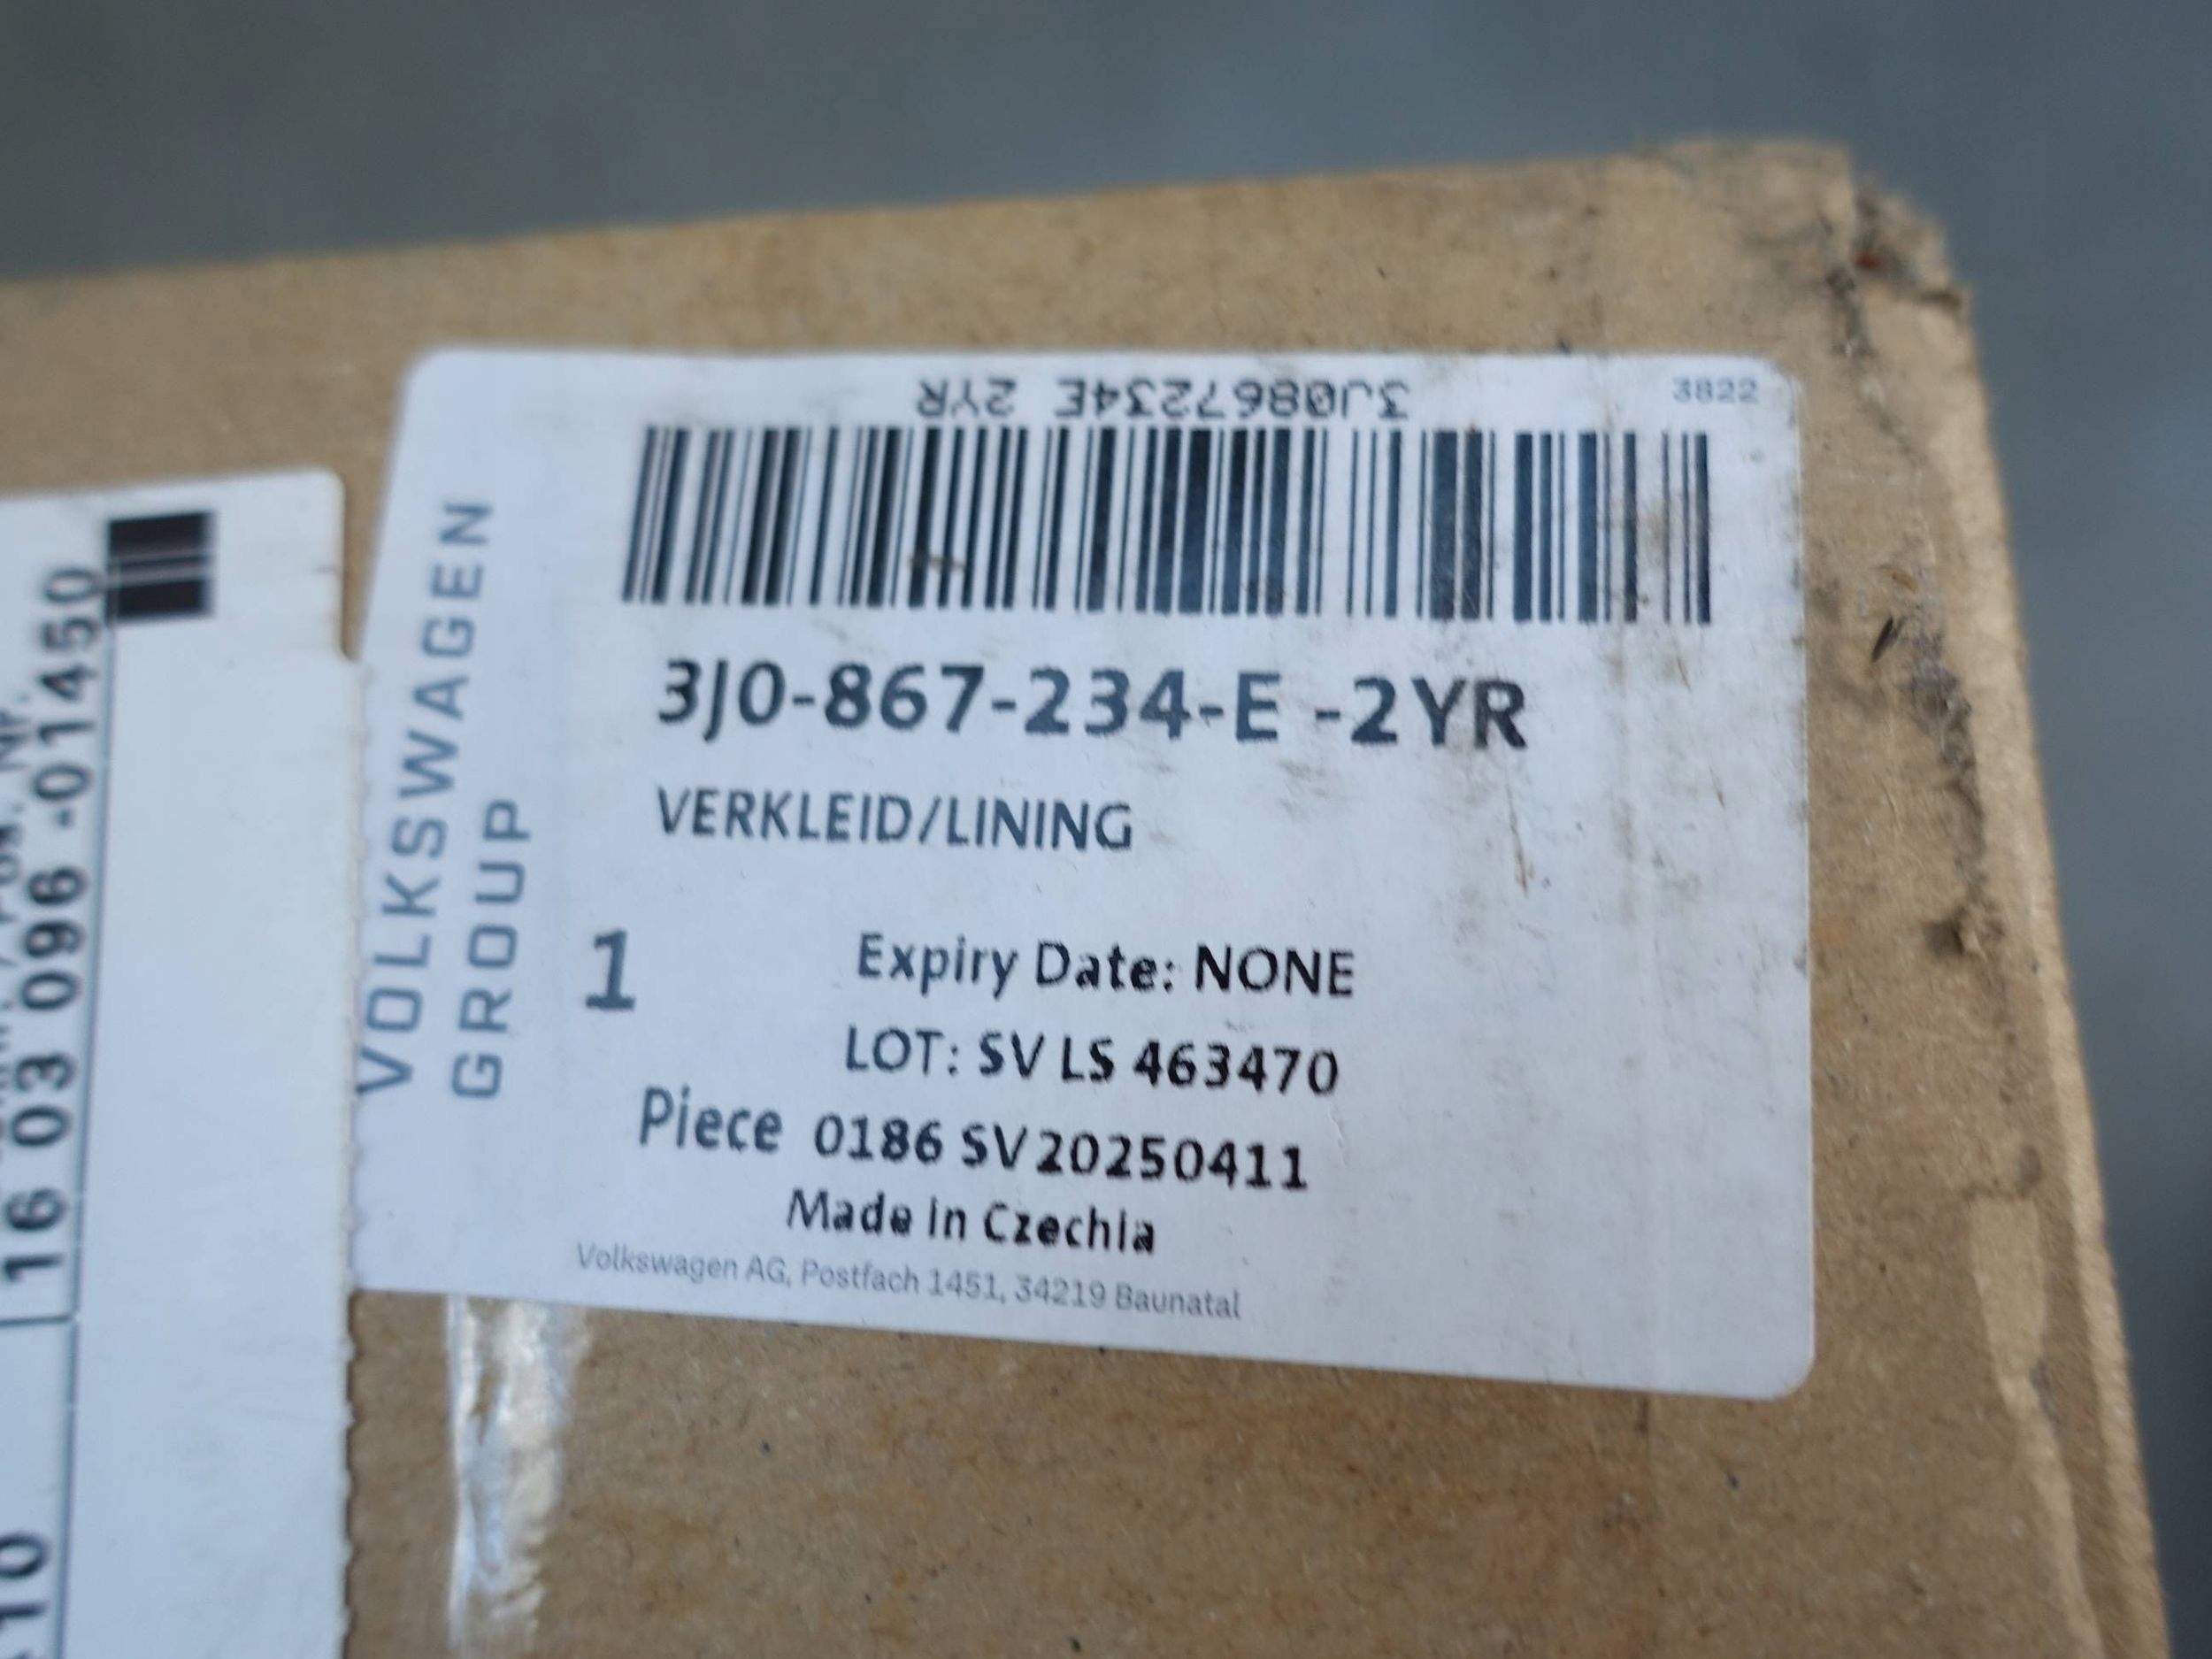 3J0867234E 2YR
3822
3J0-867-234-E -2YR
VERKLEID/LINING
VOLKSWAGEN
GROUP
1
Expiry Date: NONE
LOT: SV LS 463470
Piece 0186 SV20250411
Made in Czechia
Volkswagen AG, Postfach 1451, 34219 Baunatal
16 03 096 -01450